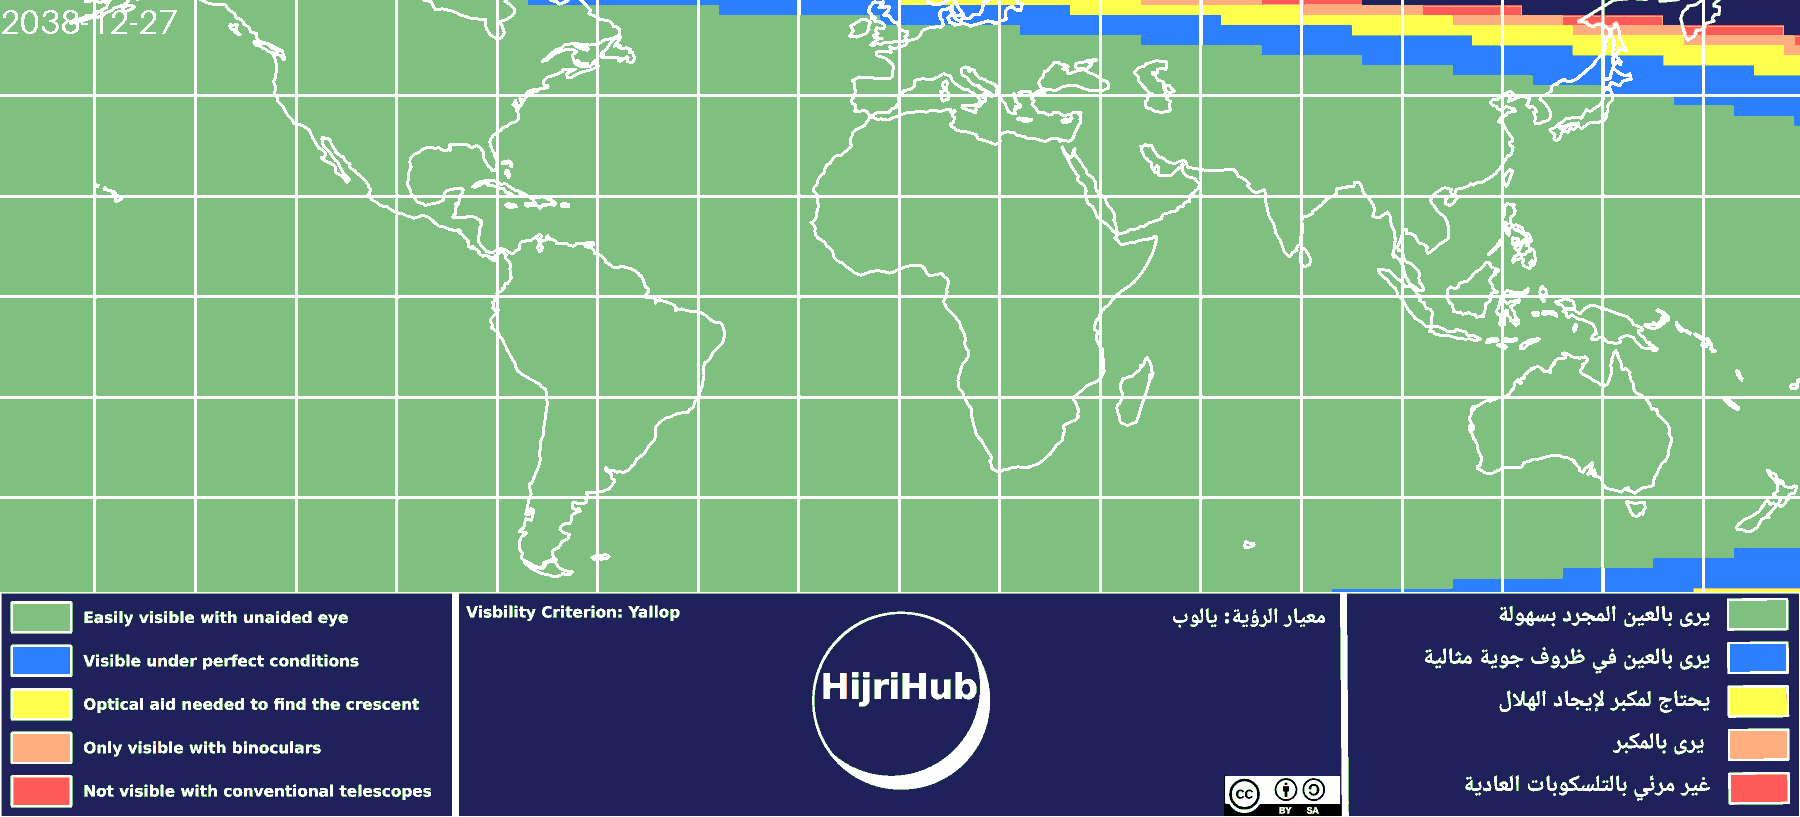 2038-12-27
Easily visible with unaided eye
Visible under perfect conditions
Optical aid needed to find the crescent
Only visible with binoculars
Not visible with conventional telescopes
Visbility Criterion: Yallop
معيار الرؤية: يالوب
HijriHub
cc
BY SA
يرى بالعين المجرد بسهولة
يرى بالعين في ظروف جوية مثالية
يحتاج لمكبر لإيجاد الهلال
يرى بالمكبر
غير مرئي بالتلسكوبات العادية